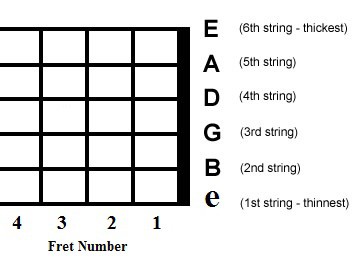 E (6th string - thickest)
A (5th string)
D (4th string)
G (3rd string)
B (2nd string)
e (1st string - thinnest)
4 3 2 1
Fret Number